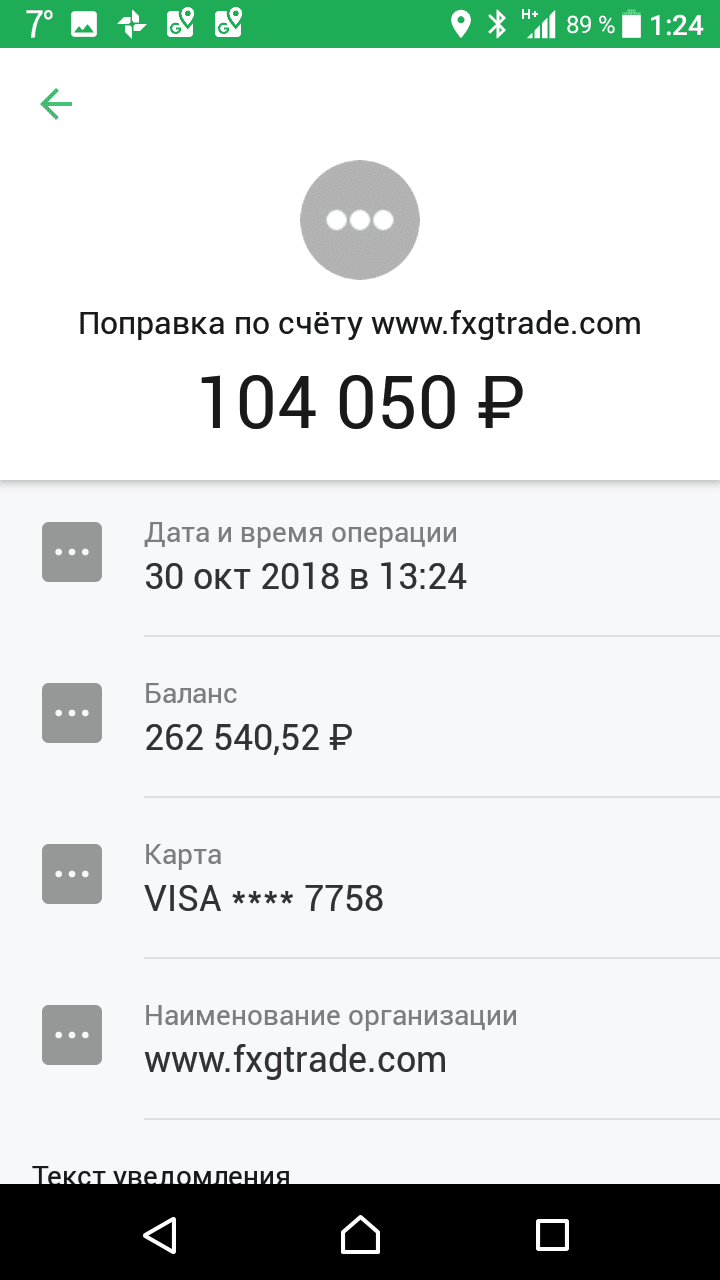 7° H+ 89 % 1:24
Поправка по счёту www.fxgtrade.com
104 050 ₽
Дата и время операции
30 окт 2018 в 13:24
Баланс
262 540,52 ₽
Карта
VISA **** 7758
Наименование организации
www.fxgtrade.com
Текст уведомления